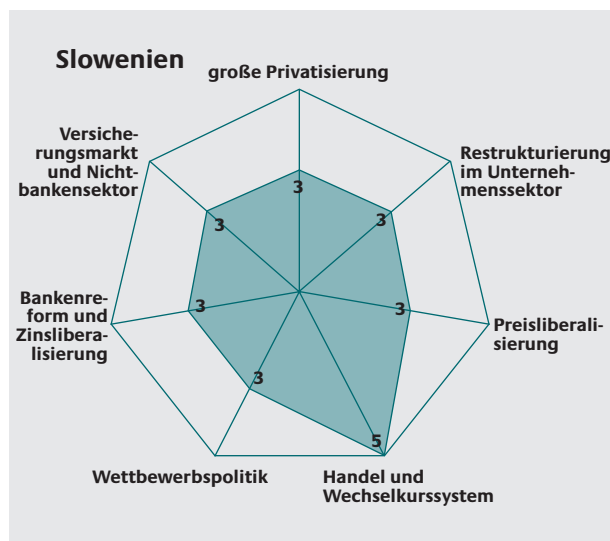 Slowenien
große Privatisierung
Versiche-
rungsmarkt
und Nicht-
bankensektor
Restrukturierung
im Unterneh-
menssektor
3
3
3
Bankenre-
form und
Zinslibera-
lisierung
3
3
Preisliberali-
sierung
3
5
Wettbewerbspolitik
Handel und
Wechselkurssystem